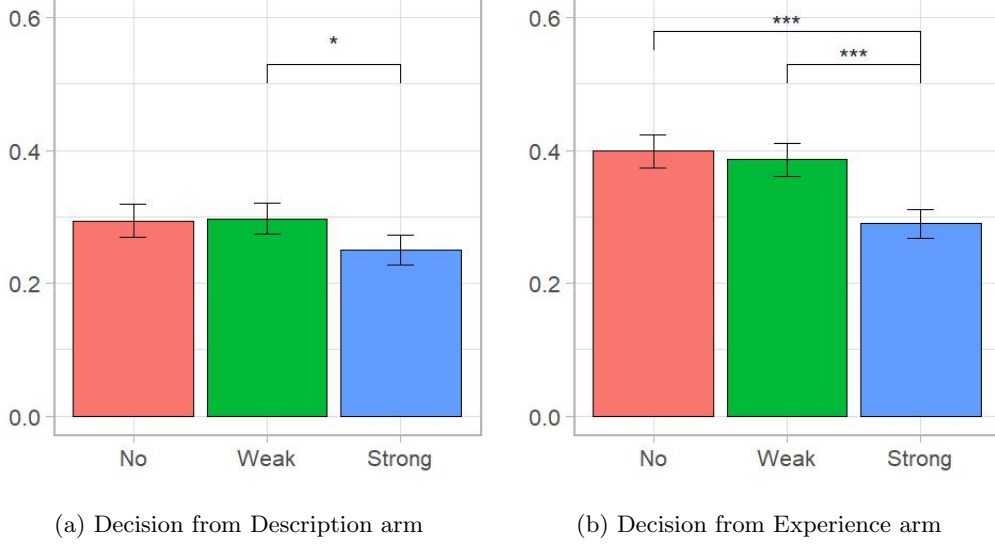 0.6
0.4
0.2
0.0
*
No Weak Strong
(a) Decision from Description arm
0.6
0.4
0.2
0.0
***
***
No Weak Strong
(b) Decision from Experience arm